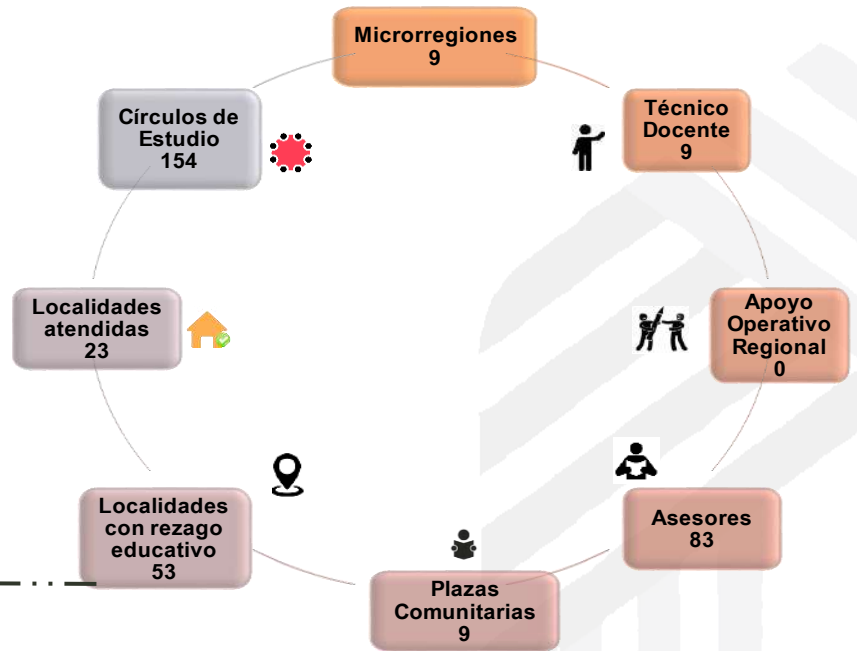 Microrregiones
9
Técnico
Docente
9
Apoyo
Operativo
Regional
0
Asesores
83
Plazas
Comunitarias
9
Localidades
con rezago
educativo
53
Localidades
atendidas
23
Círculos de
Estudio
154